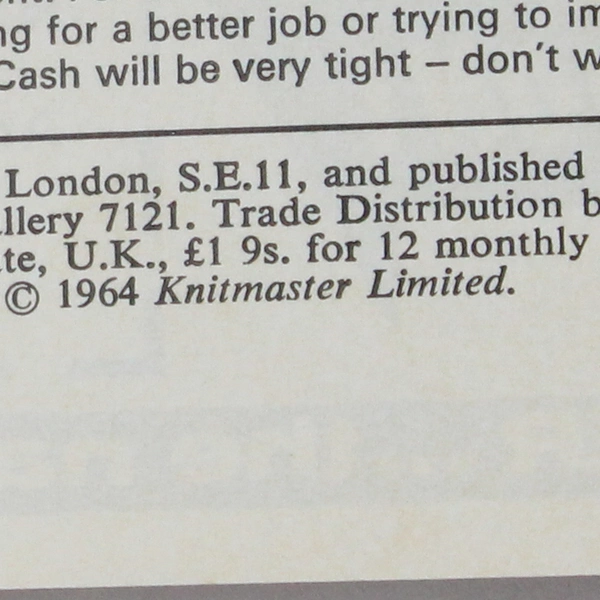 ng for a better job or trying to im
Cash will be very tight – don't w
London, S.E.11, and published
llery 7121. Trade Distribution b
te, U.K., £1 9s. for 12 monthly
© 1964 Knitmaster Limited.